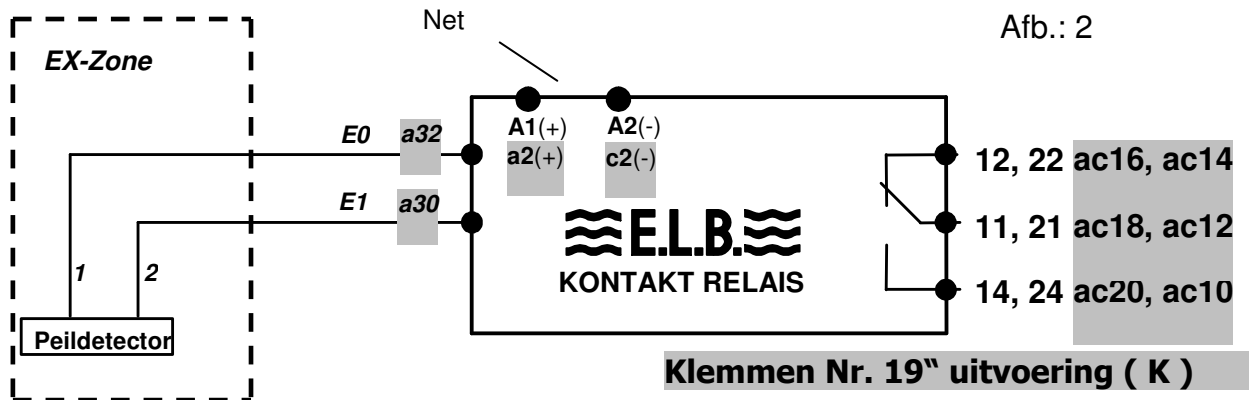 Net
Afb.: 2
EX-Zone
E0 a32
A1(+) A2(-)
a2(+) c2(-)
12, 22 ac16, ac14
E1 a30
E.L.B.
11, 21 ac18, ac12
KONTAKT RELAIS
1 2
14, 24 ac20, ac10
Peildetector
Klemmen Nr. 19“ uitvoering ( K )